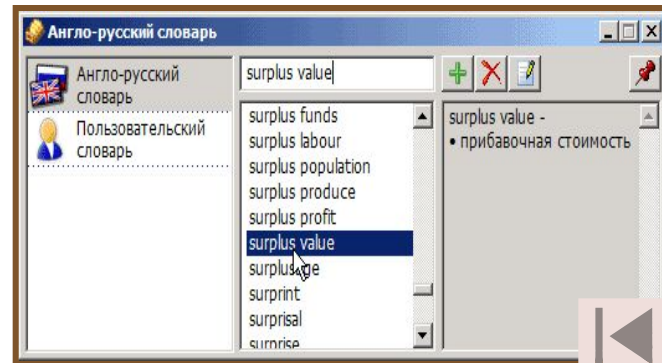 Англо-русский словарь
Англо-русский
словарь
Пользовательский
словарь
surplus value
surplus funds
surplus labour
surplus population
surplus produce
surplus profit
surplus value
surplusage
surprint
surprisal
surprise
surplus value -
• прибавочная стоимость